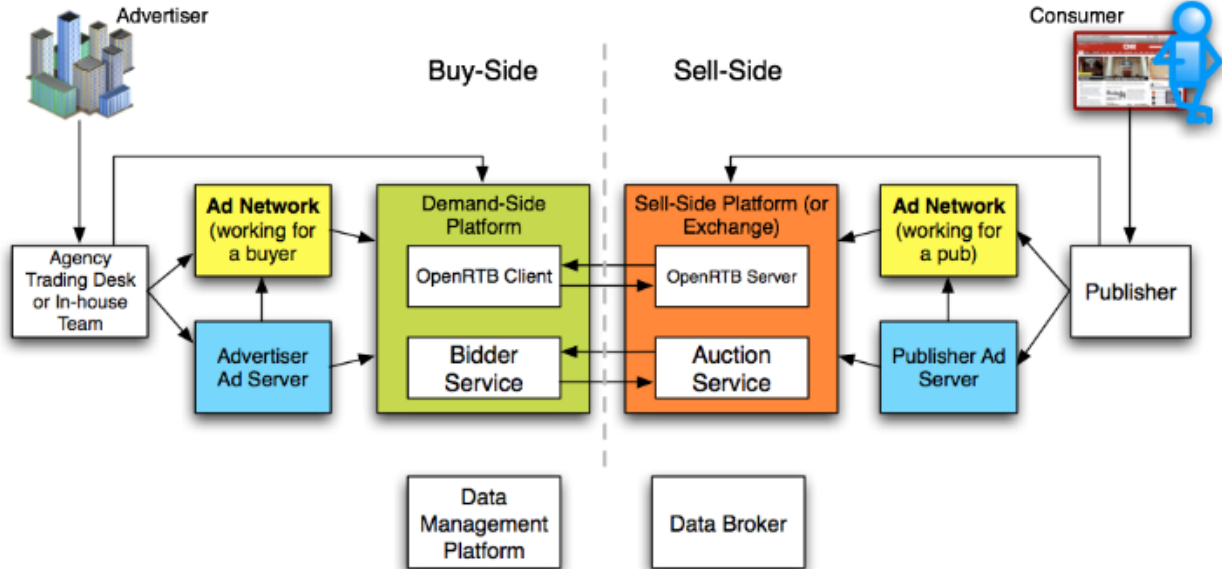 Advertiser
Consumer
Buy-Side
Sell-Side
Ad Network
(working for
a buyer
Demand-Side
Platform
Sell-Side Platform (or
Exchange)
Ad Network
(working for
a pub)
Agency
Trading Desk
or In-house
Team
OpenRTB Client
OpenRTB Server
Publisher
Advertiser
Ad Server
Bidder
Service
Auction
Service
Publisher Ad
Server
Data
Management
Platform
Data Broker